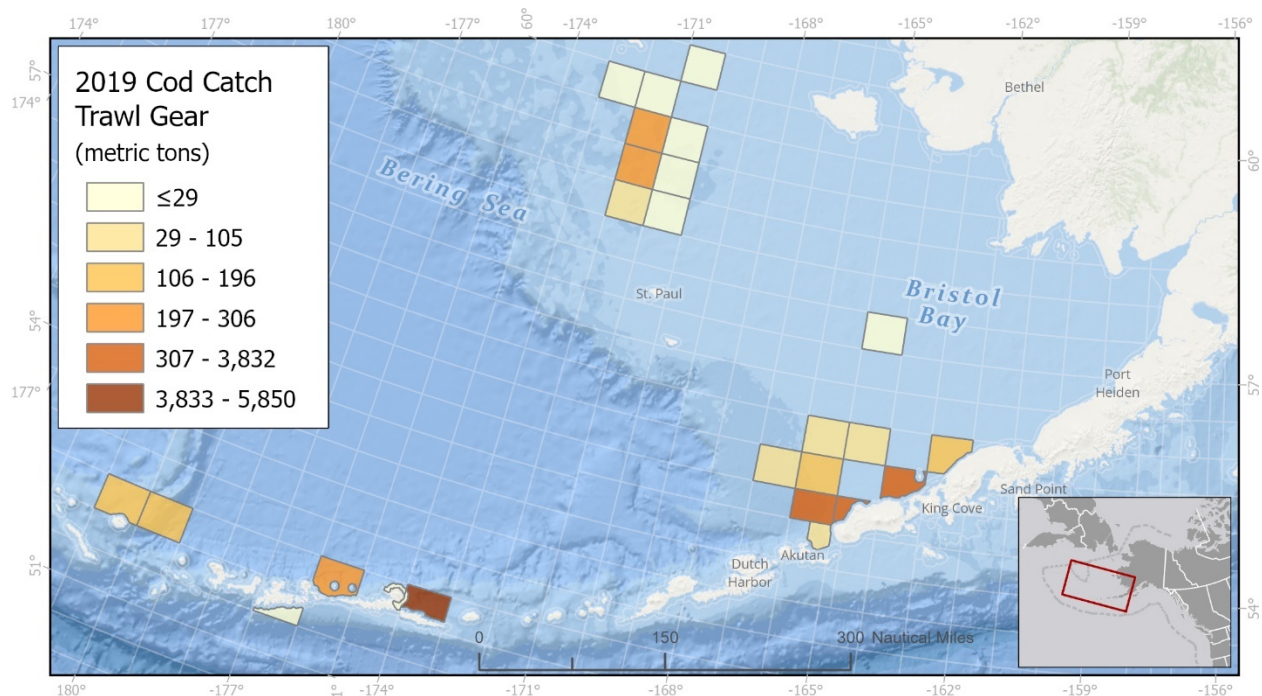 174° 177° 180° -177° 60° -174° -171° -168° -165° -162° -159° -156°
57°
174°
2019 Cod Catch
Trawl Gear
(metric tons)
≤29
29 - 105
106 - 196
197 - 306
307 - 3,832
3,833 - 5,850
Bethel
60°
Bering Sea
St. Paul
Bristol
Bay
54°
177°
Port
Heiden
57°
Sand Point
King Cove
Akutan
Dutch
Harbor
51°
54°
0 150 300 Nautical Miles
180° -177° -174° -171° -168° -165° -162° -159° -156°